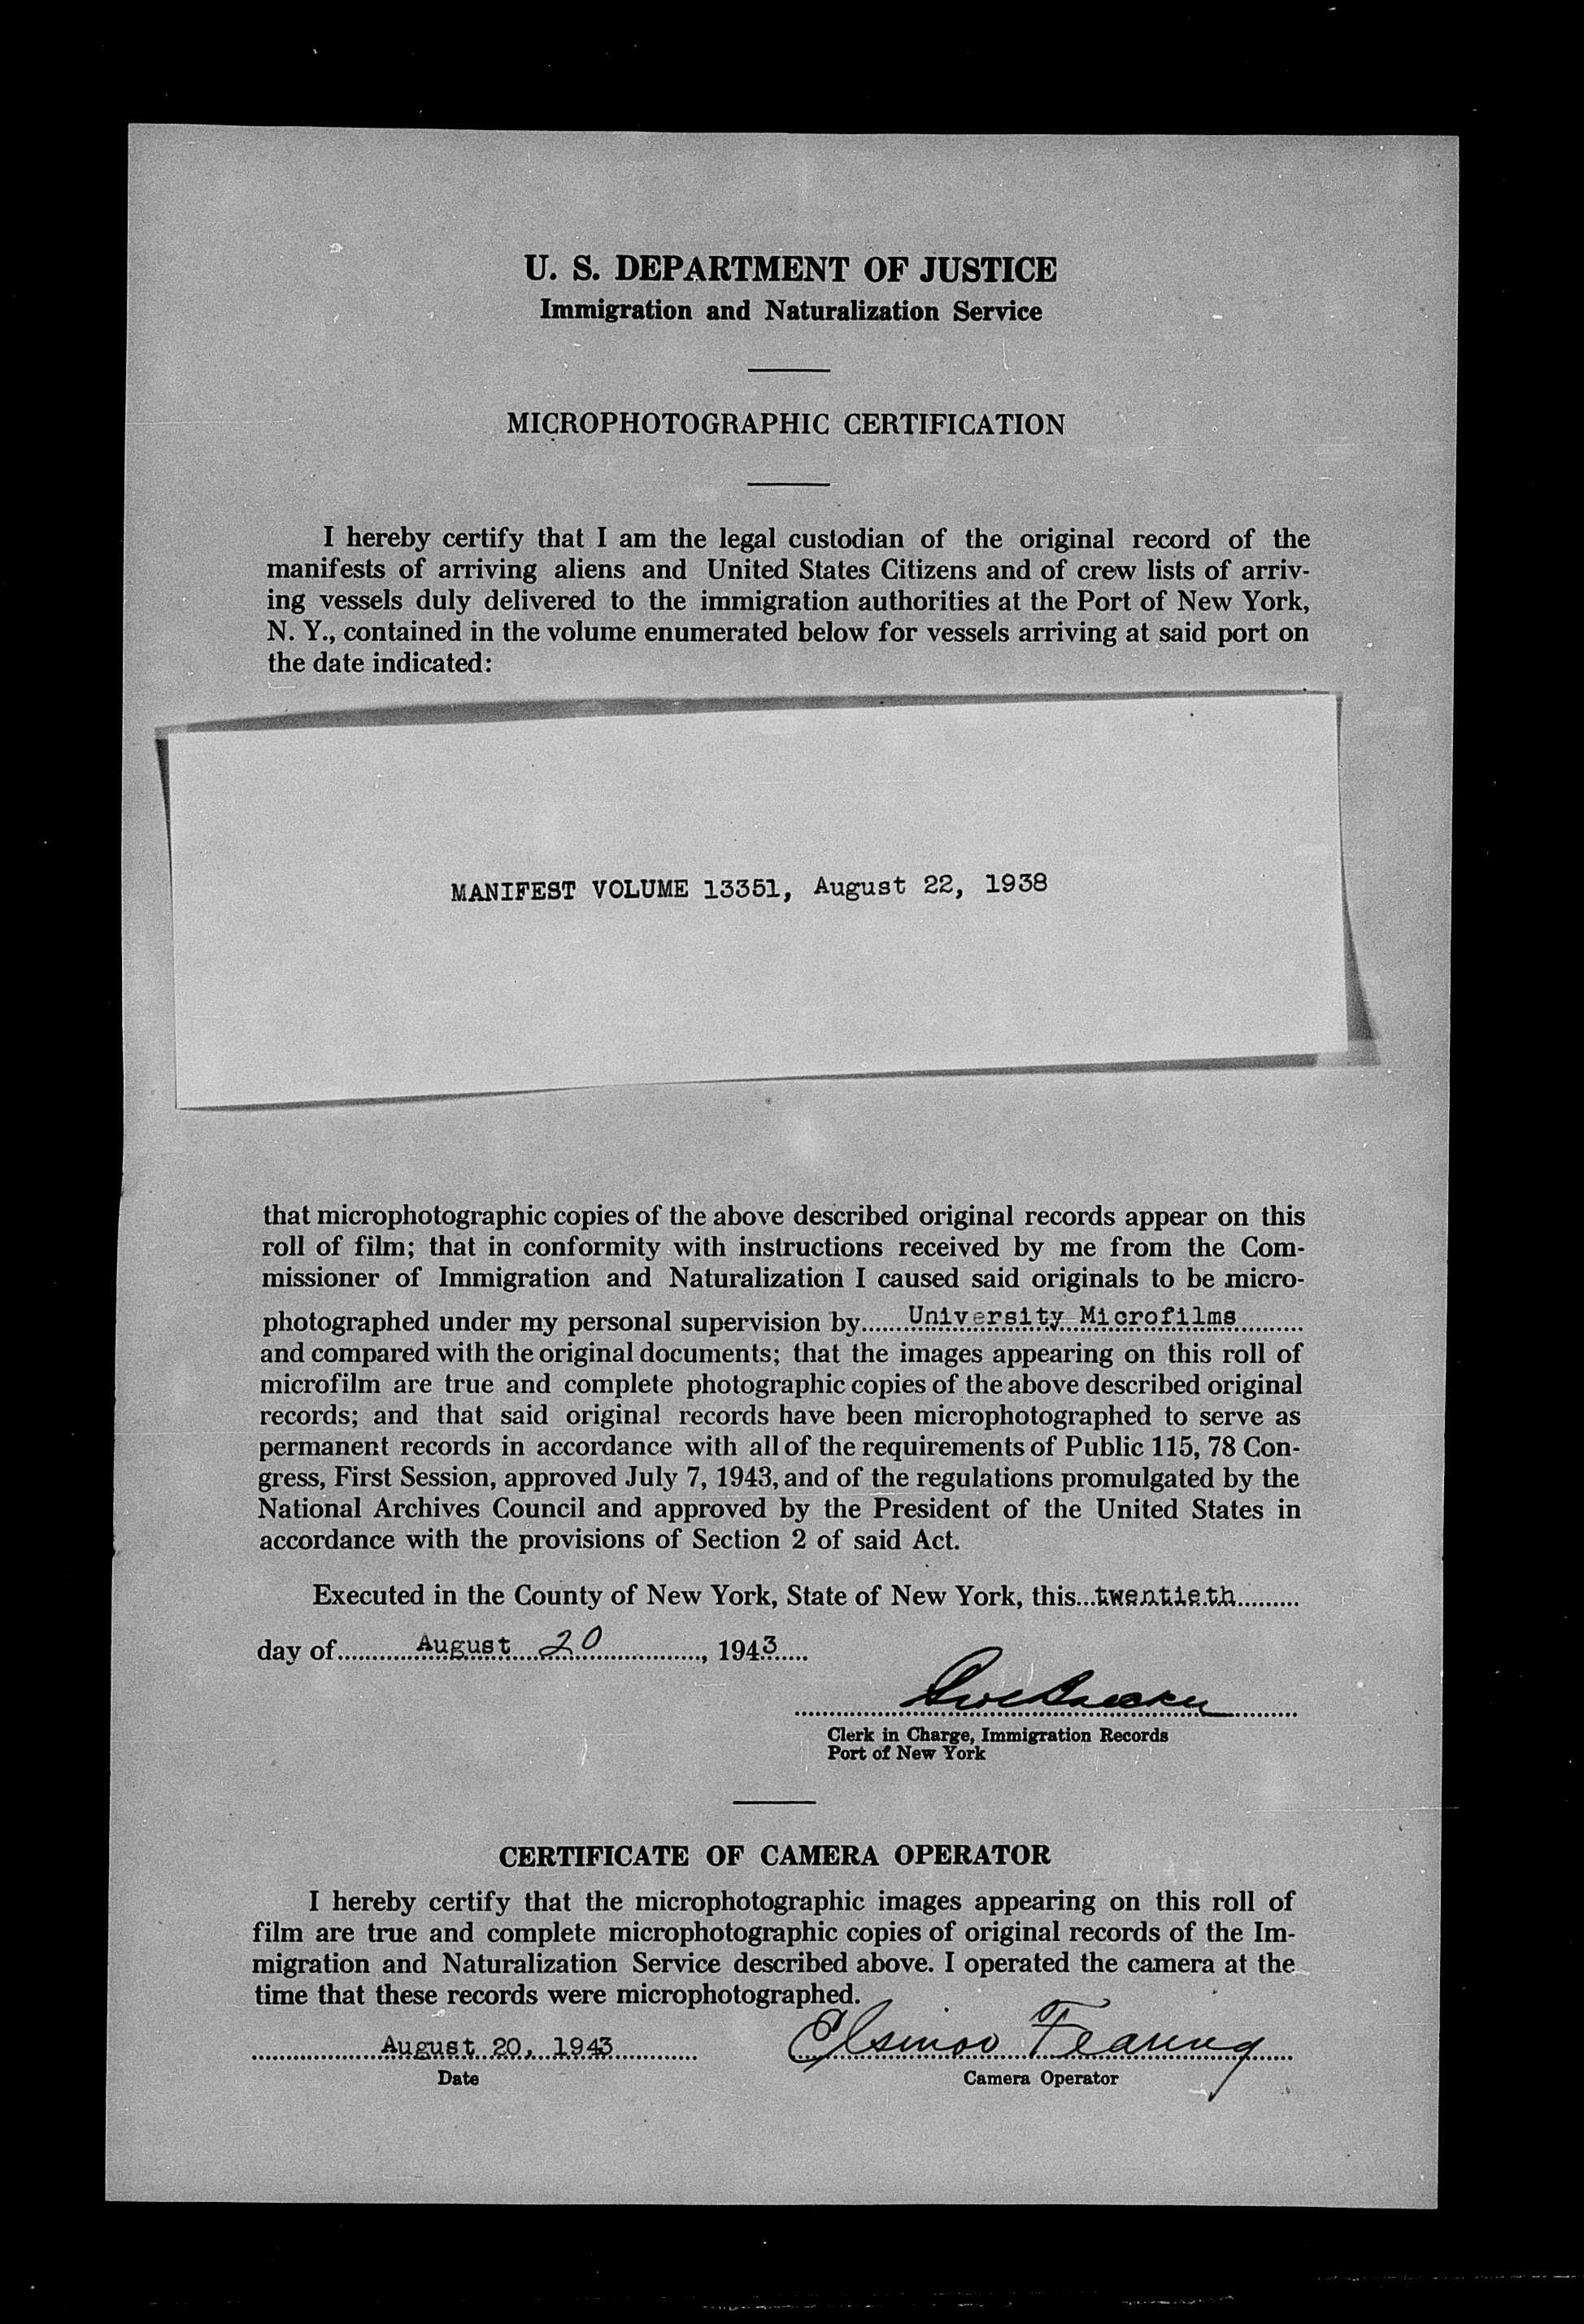 U. S. DEPARTMENT OF JUSTICE
Immigration and Naturalization Service
MICROPHOTOGRAPHIC CERTIFICATION
I hereby certify that I am the legal custodian of the original record of the
manifests of arriving aliens and United States Citizens and of crew lists of arriv-
ing vessels duly delivered to the immigration authorities at the Port of New York,
N. Y., contained in the volume enumerated below for vessels arriving at said port on
the date indicated:
MANIFEST VOLUME 13351, August 22, 1938
that microphotographic copies of the above described original records appear on this
roll of film; that in conformity with instructions received by me from the Com-
missioner of Immigration and Naturalization I caused said originals to be micro-
photographed under my personal supervision by University Microfilms
and compared with the original documents; that the images appearing on this roll of
microfilm are true and complete photographic copies of the above described original
records; and that said original records have been microphotographed to serve as
permanent records in accordance with all of the requirements of Public 115, 78 Con-
gress, First Session, approved July 7, 1943, and of the regulations promulgated by the
National Archives Council and approved by the President of the United States in
accordance with the provisions of Section 2 of said Act.
Executed in the County of New York, State of New York, this twentieth
day of August 20, 1943
Clerk in Charge, Immigration Records
Port of New York
CERTIFICATE OF CAMERA OPERATOR
I hereby certify that the microphotographic images appearing on this roll of
film are true and complete microphotographic copies of original records of the Im-
migration and Naturalization Service described above. I operated the camera at the
time that these records were microphotographed.
August 20, 1943
Date
Camera Operator